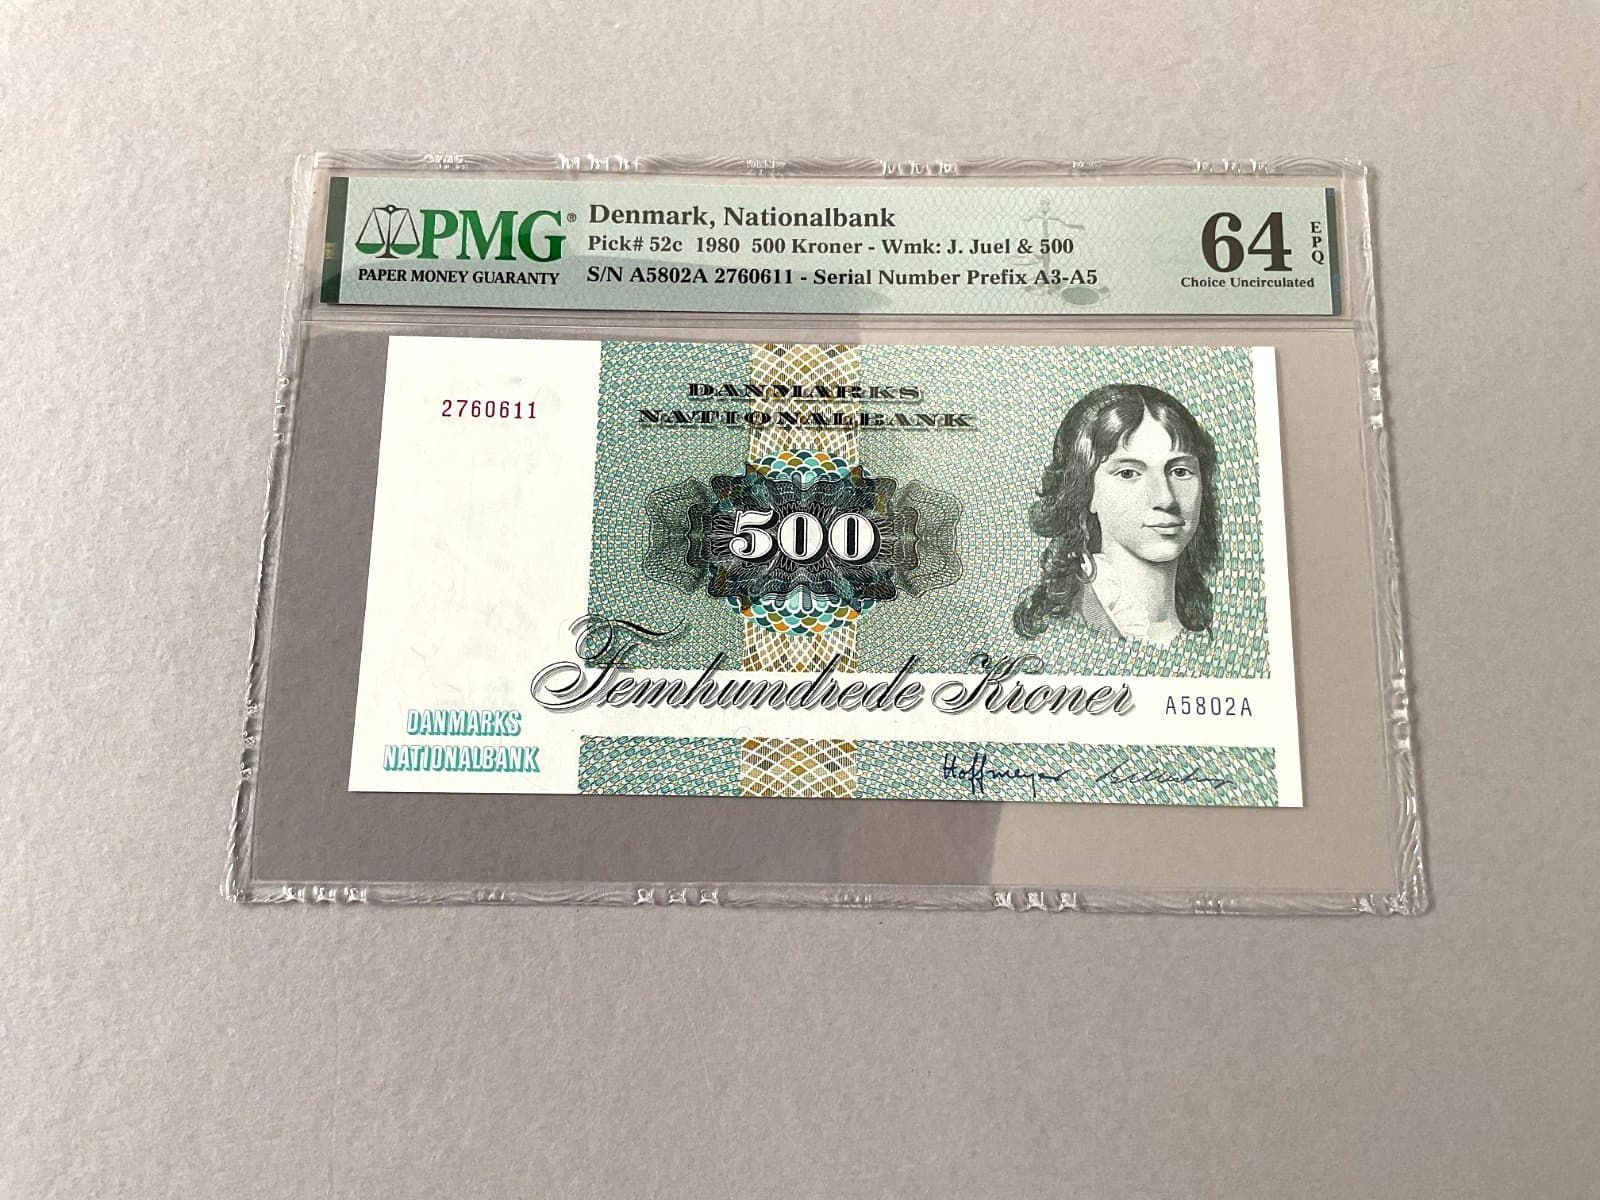 PMG®
PAPER MONEY GUARANTY
Denmark, Nationalbank
Pick# 52c 1980 500 Kroner - Wmk: J. Juel & 500
S/N A5802A 2760611 - Serial Number Prefix A3-A5
64
EPQ
Choice Uncirculated
2760611
DANMARKS
NATIONALBANK
500
Femhundrede Kroner
A5802A
DANMARKS
NATIONALBANK
Hoffmeyer